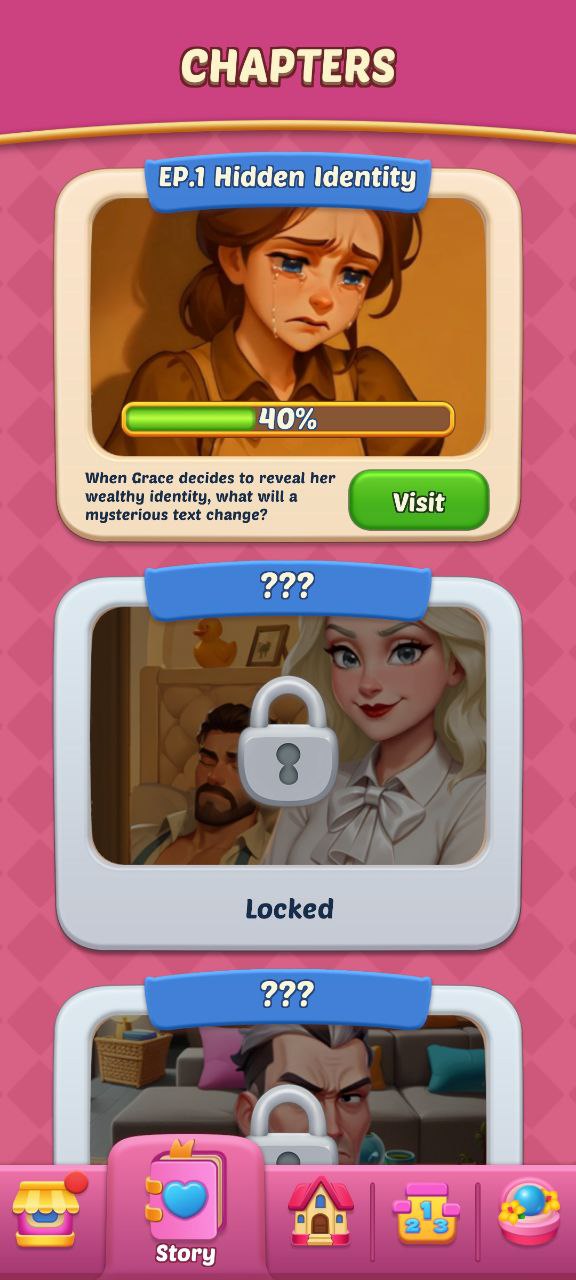 CHAPTERS
EP.1 Hidden Identity
40%
When Grace decides to reveal her
wealthy identity, what will a
mysterious text change?
Visit
???
Locked
???
1
2 3
Story